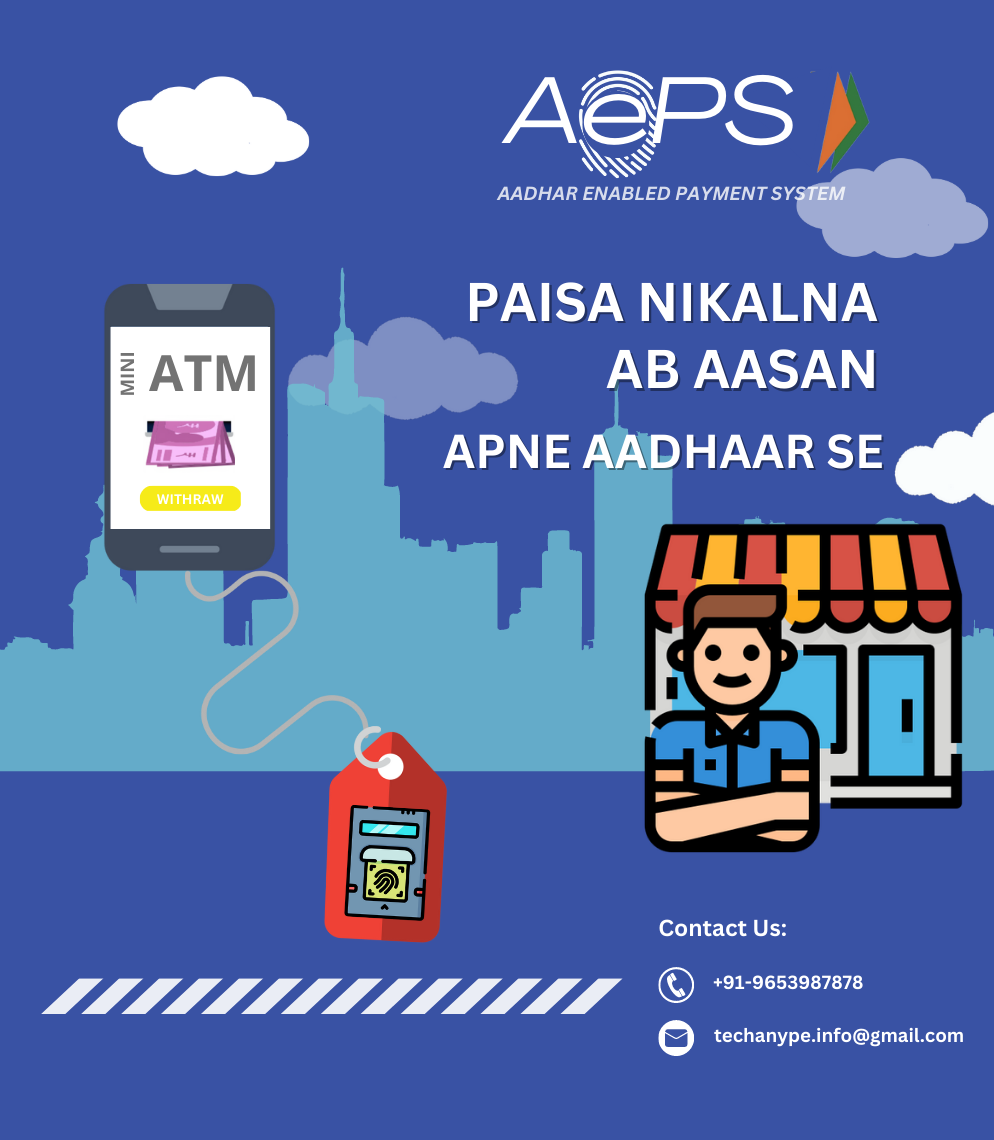 AePS
AADHAR ENABLED PAYMENT SYSTEM
PAISA NIKALNA
AB AASAN
APNE AADHAAR SE
MINI ATM
WITHRAW
Contact Us:
+91-9653987878
techanype.info@gmail.com